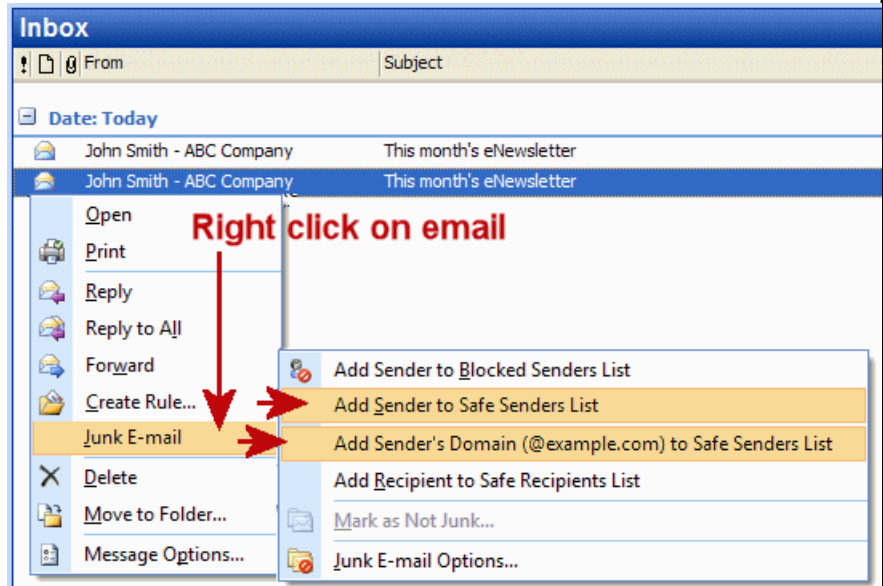 Inbox
From Subject
Date: Today
John Smith - ABC Company This month's eNewsletter
John Smith - ABC Company This month's eNewsletter
Right click on email
Open
Print
Reply
Reply to All
Forward
Create Rule...
Junk E-mail
Delete
Move to Folder...
Message Options...
Add Sender to Blocked Senders List
Add Sender to Safe Senders List
Add Sender's Domain (@example.com) to Safe Senders List
Add Recipient to Safe Recipients List
Mark as Not Junk...
Junk E-mail Options...